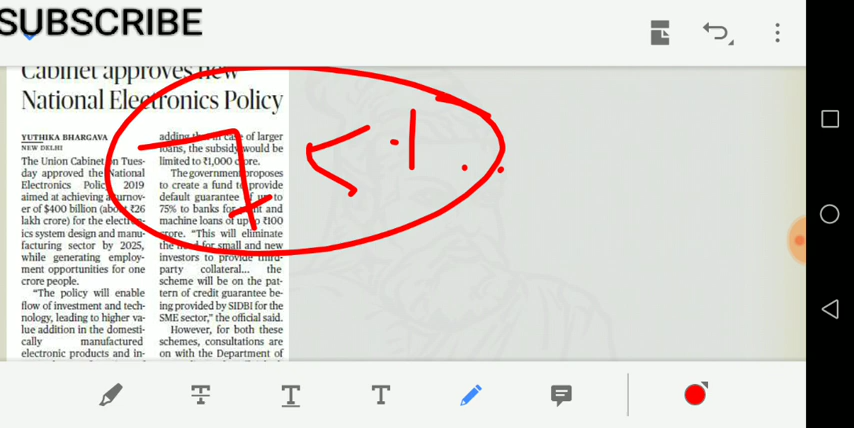 SUBSCRIBE
Cabinet approves new
National Electronics Policy
YUTHIKA BHARGAVA
NEW DELHI
The Union Cabinet on Tues-
day approved the National
Electronics Policy 2019
aimed at achieving a turnov-
er of $400 billion (about ₹26
lakh crore) for the electron-
ics system design and manu-
facturing sector by 2025,
while generating employ-
ment opportunities for one
crore people.
"The policy will enable
flow of investment and tech-
nology, leading to higher va-
lue addition in the domesti-
cally manufactured
electronic products and in-
adding that in case of larger
loans, the subsidy would be
limited to ₹1,000 crore.
The government proposes
to create a fund to provide
default guarantee of up to
75% to banks for plant and
machine loans of up to ₹100
crore. "This will eliminate
the need for small and new
investors to provide third-
party collateral... the
scheme will be on the pat-
tern of credit guarantee be-
ing provided by SIDBI for the
SME sector," the official said.
However, for both these
schemes, consultations are
on with the Department of